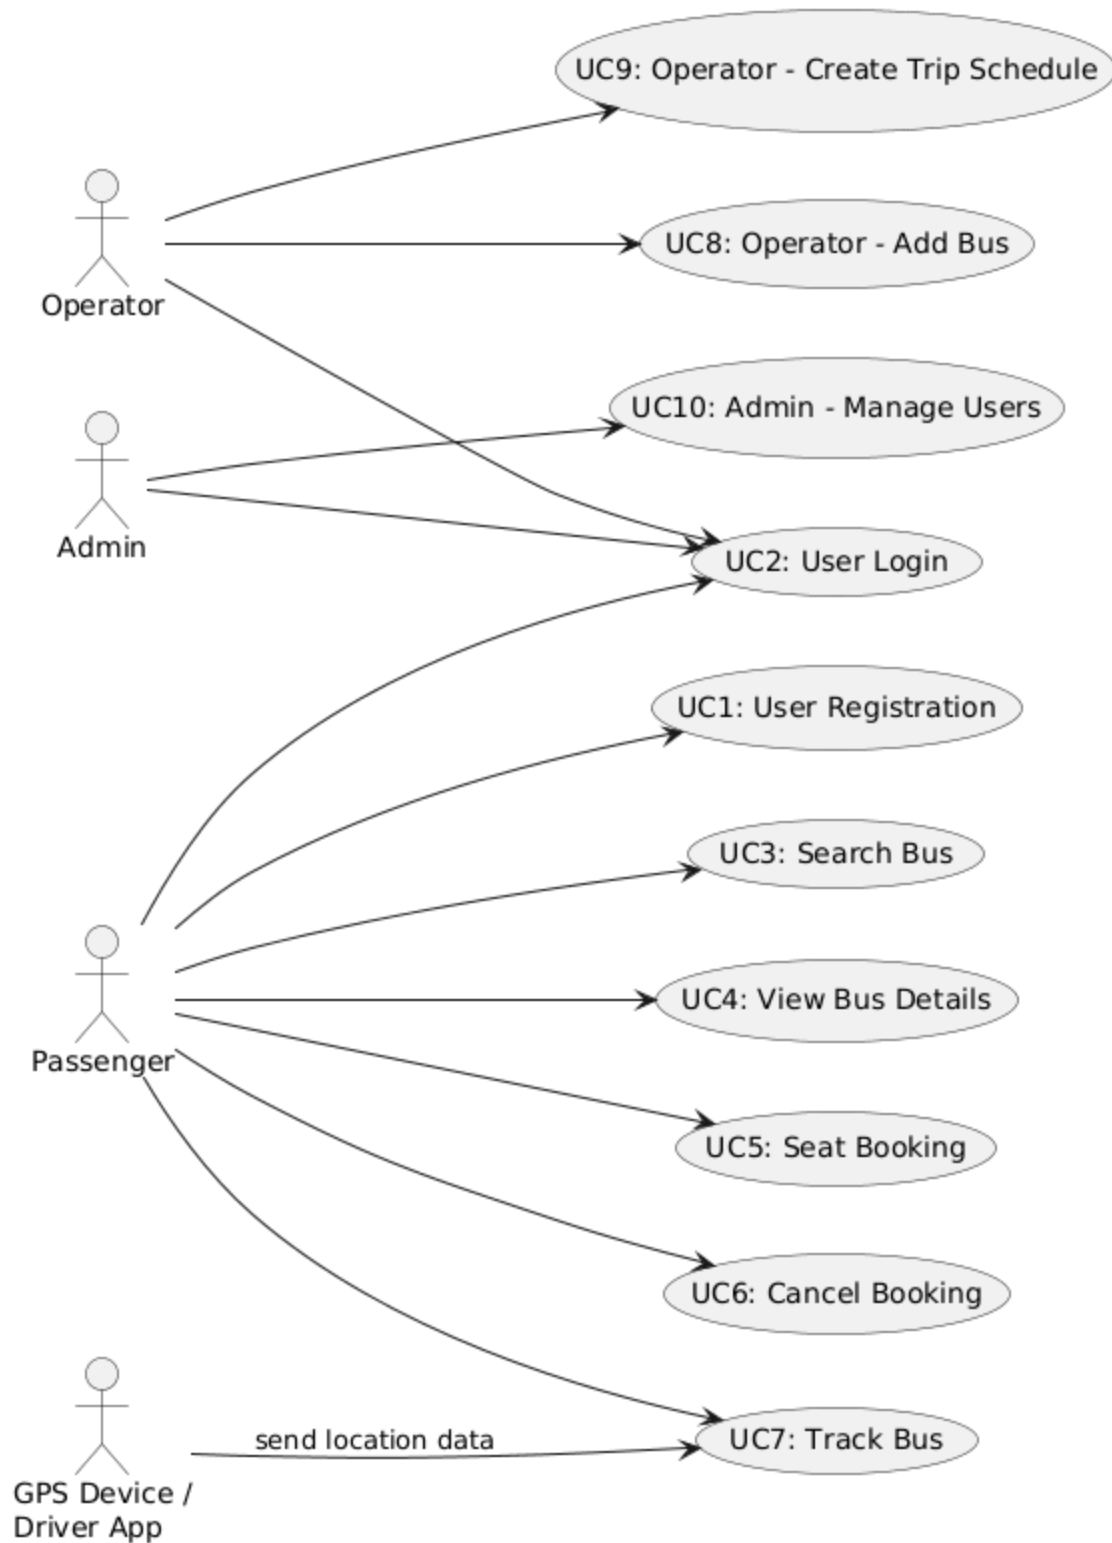 UC9: Operator - Create Trip Schedule
UC8: Operator - Add Bus
Operator
UC10: Admin - Manage Users
Admin
UC2: User Login
UC1: User Registration
UC3: Search Bus
UC4: View Bus Details
Passenger
UC5: Seat Booking
UC6: Cancel Booking
send location data
UC7: Track Bus
GPS Device /
Driver App